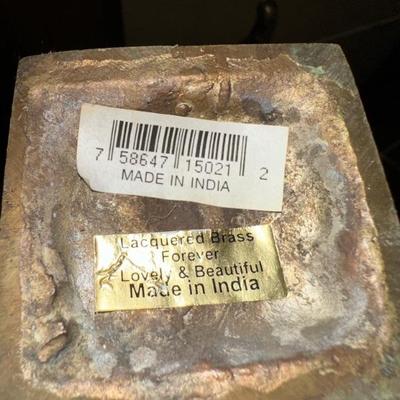 7 58647 15021 2
MADE IN INDIA
Lacquered Brass
Forever
Lovely & Beautiful
Made in India